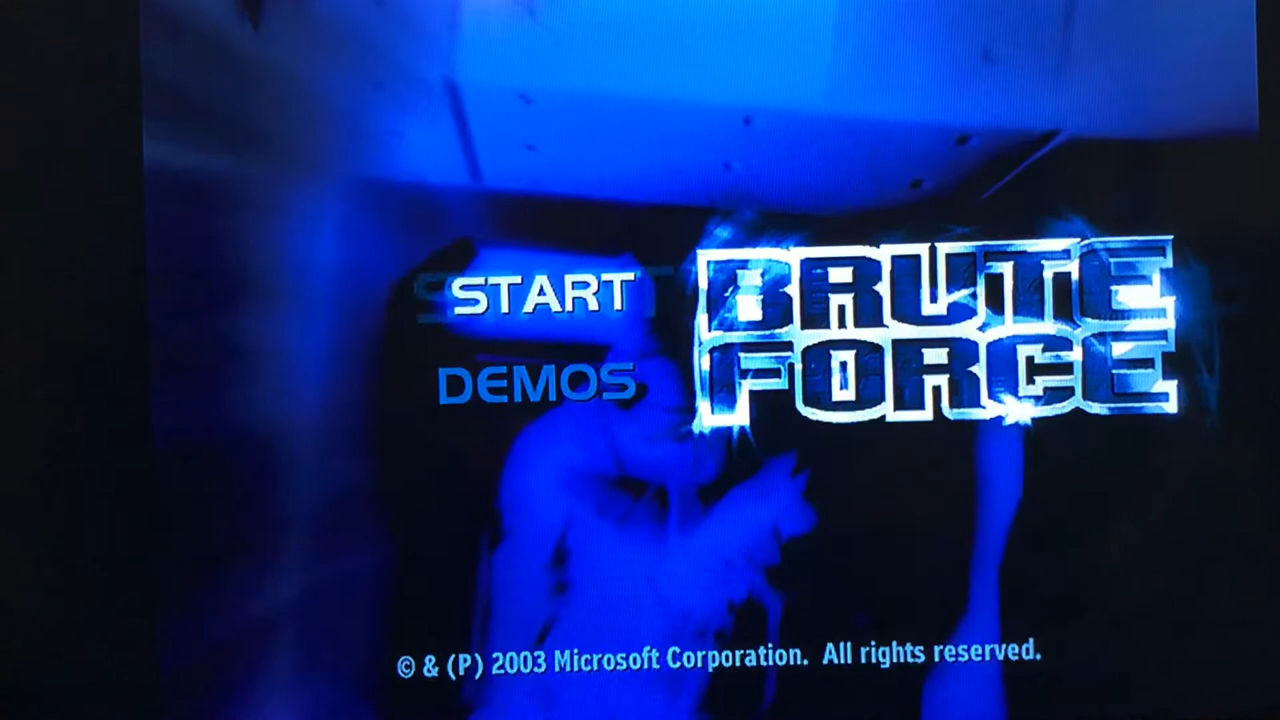 START
BRUTE
FORCE
DEMOS
© & (P) 2003 Microsoft Corporation. All rights reserved.